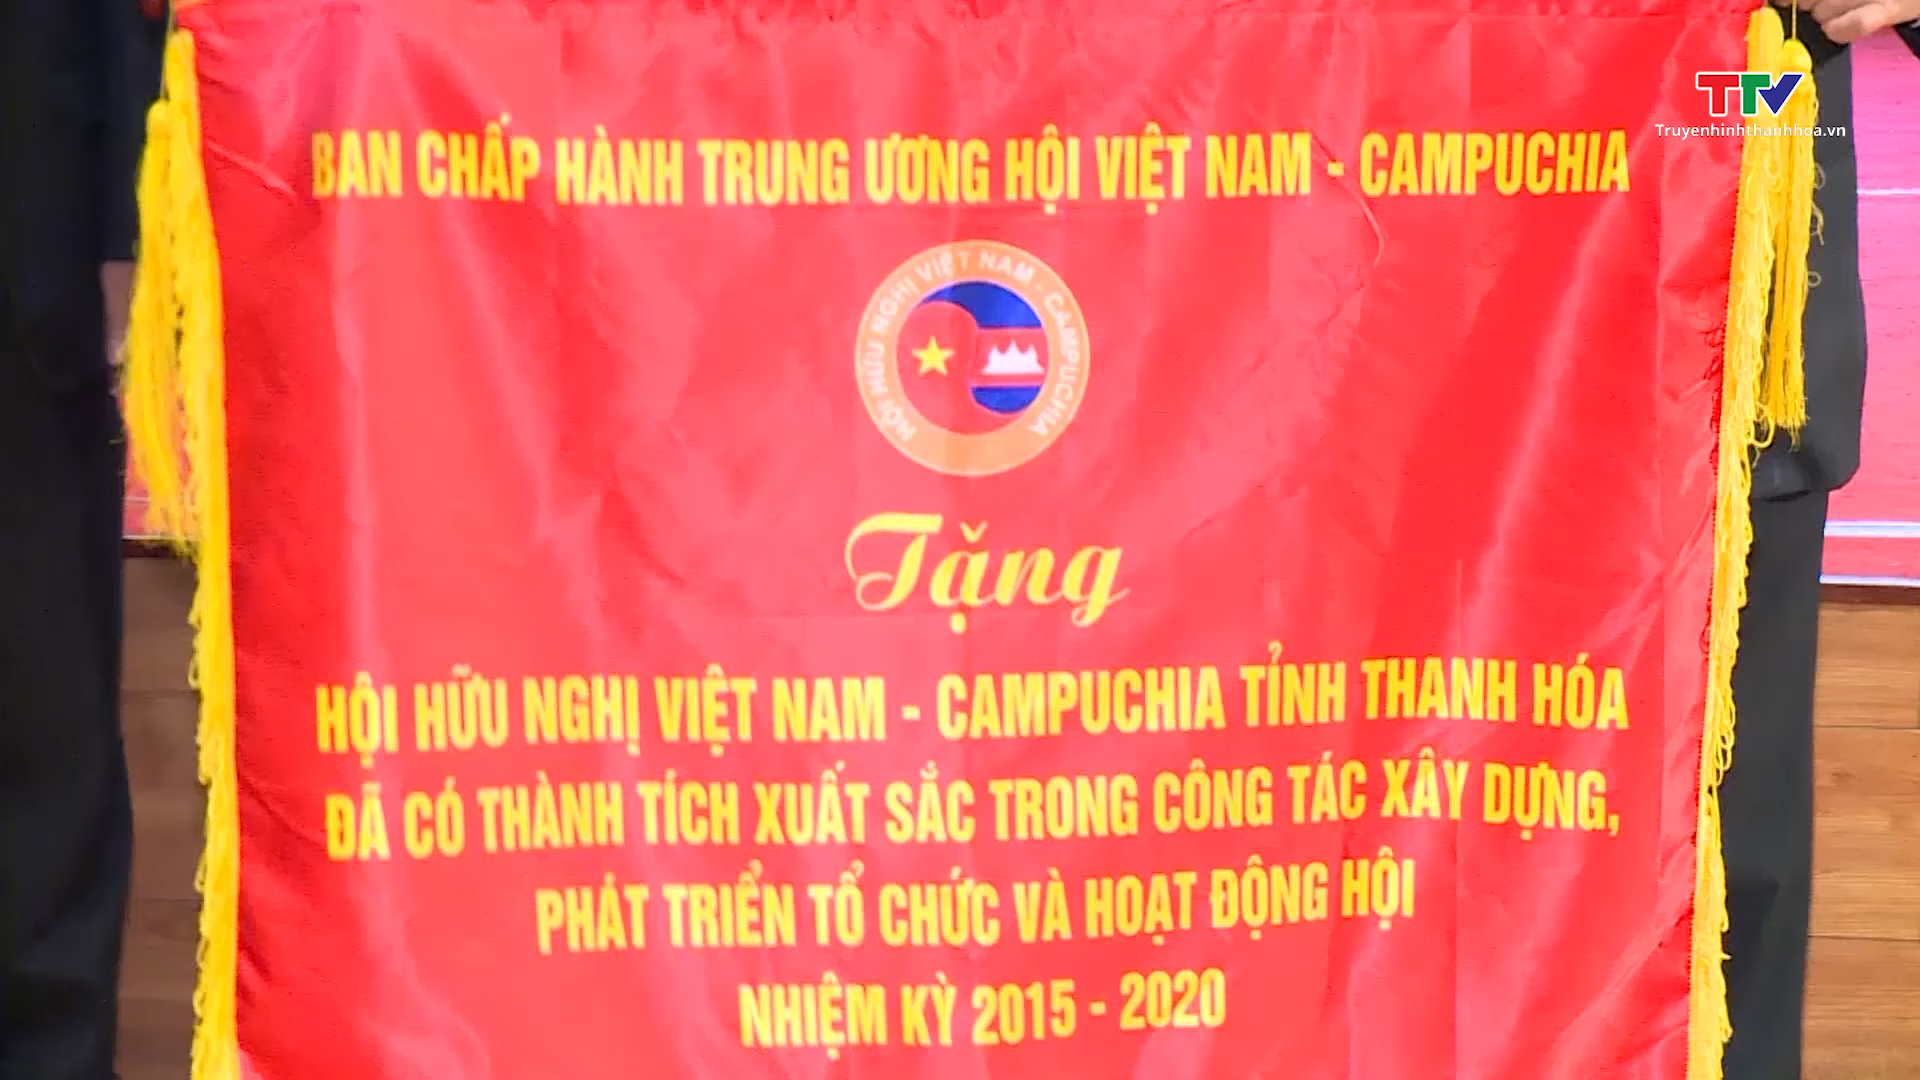 TTV
Truyenhinhthanhhoa.vn
BAN CHẤP HÀNH TRUNG ƯƠNG HỘI VIỆT NAM - CAMPUCHIA
HỘI HỮU NGHỊ VIỆT NAM - CAMPUCHIA
Tặng
HỘI HỮU NGHỊ VIỆT NAM - CAMPUCHIA TỈNH THANH HÓA
ĐÃ CÓ THÀNH TÍCH XUẤT SẮC TRONG CÔNG TÁC XÂY DỰNG,
PHÁT TRIỂN TỔ CHỨC VÀ HOẠT ĐỘNG HỘI
NHIỆM KỲ 2015 - 2020